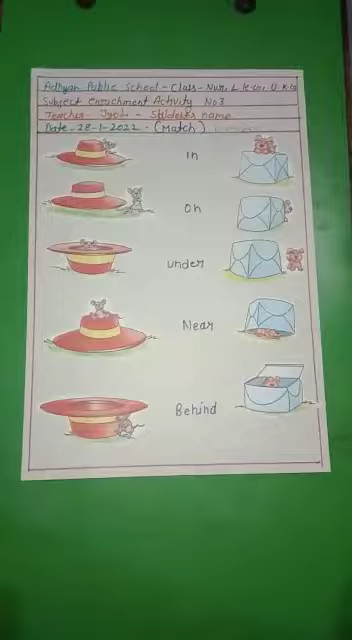 Adhyan Public School - Class - Nur, L.K.G, U.K.G
Subject enrichment Activity No 3
Teacher - Jyoti - Students name
Date - 28-1-2022 - (Match)
In
On
under
Near
Behind